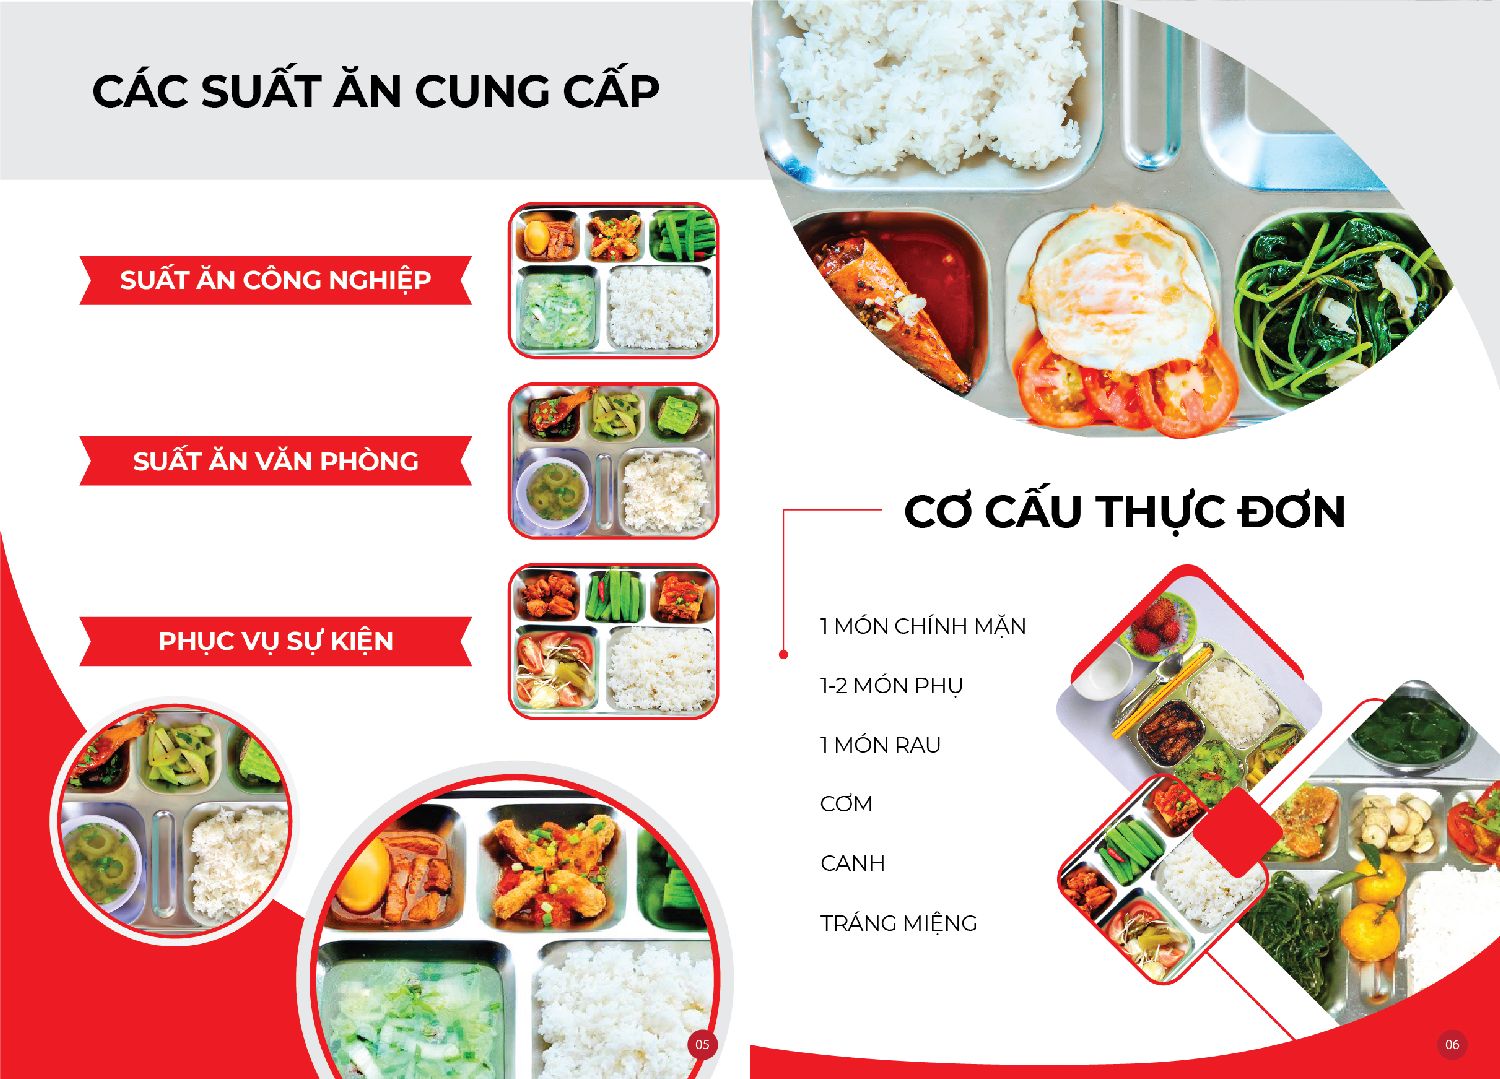 CÁC SUẤT ĂN CUNG CẤP
SUẤT ĂN CÔNG NGHIỆP
SUẤT ĂN VĂN PHÒNG
PHỤC VỤ SỰ KIỆN
05
CƠ CẤU THỰC ĐƠN
1 MÓN CHÍNH MẶN
1-2 MÓN PHỤ
1 MÓN RAU
CƠM
CANH
TRÁNG MIỆNG
06